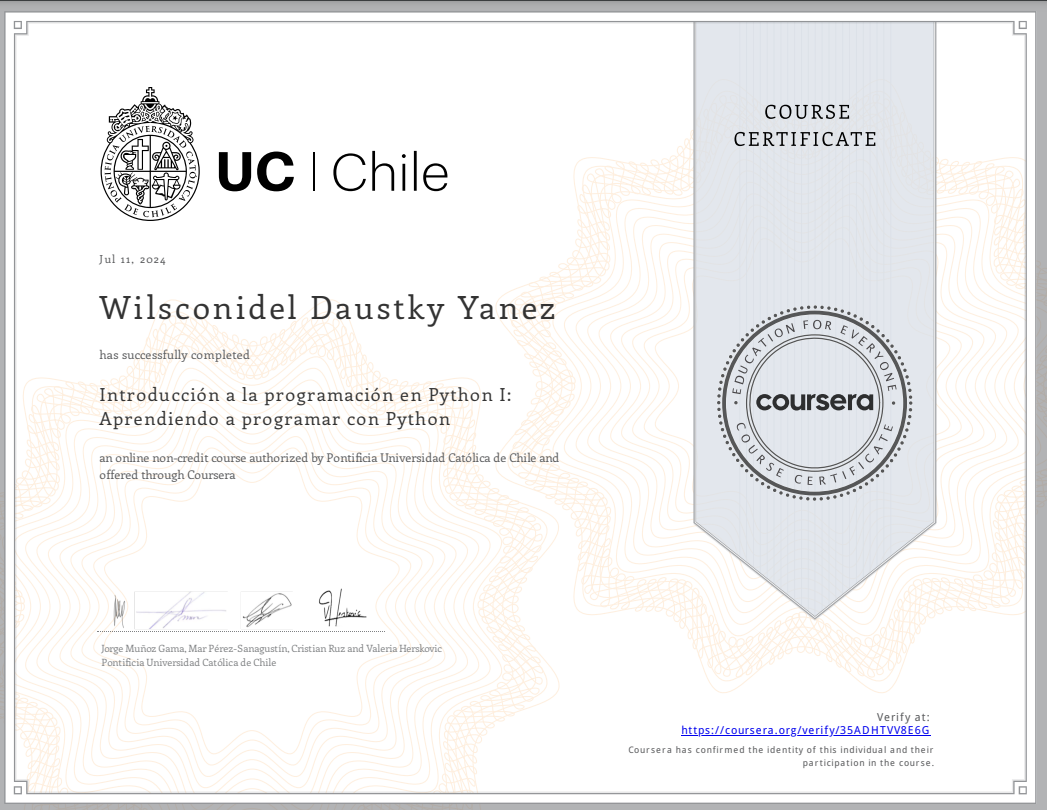 COURSE
CERTIFICATE
PONTIFICIA UNIVERSIDAD CATOLICA
DE CHILE
UC | Chile
Jul 11, 2024
Wilsconidel Daustky Yanez
has successfully completed
Introducción a la programación en Python I:
Aprendiendo a programar con Python
an online non-credit course authorized by Pontificia Universidad Católica de Chile and
offered through Coursera
EDUCATION FOR EVERYONE
coursera
COURSE CERTIFICATE
Jorge Muñoz Gama, Mar Pérez-Sanagustín, Cristian Ruz and Valeria Herskovic
Pontificia Universidad Católica de Chile
Verify at:
https://coursera.org/verify/35ADHTVV8E6G
Coursera has confirmed the identity of this individual and their
participation in the course.